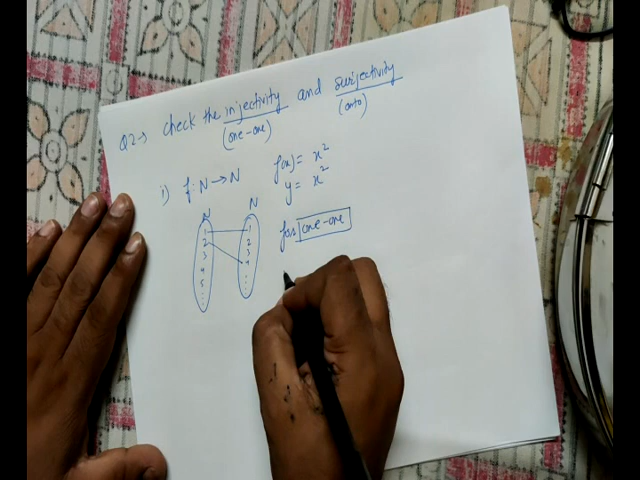 Q2→ Check the injectivity and surjectivity
(one-one) (onto)
i) f: N→N f(x) = x²
y = x²
N N
1 1
2 2
3 3
4 4
5
for one-one